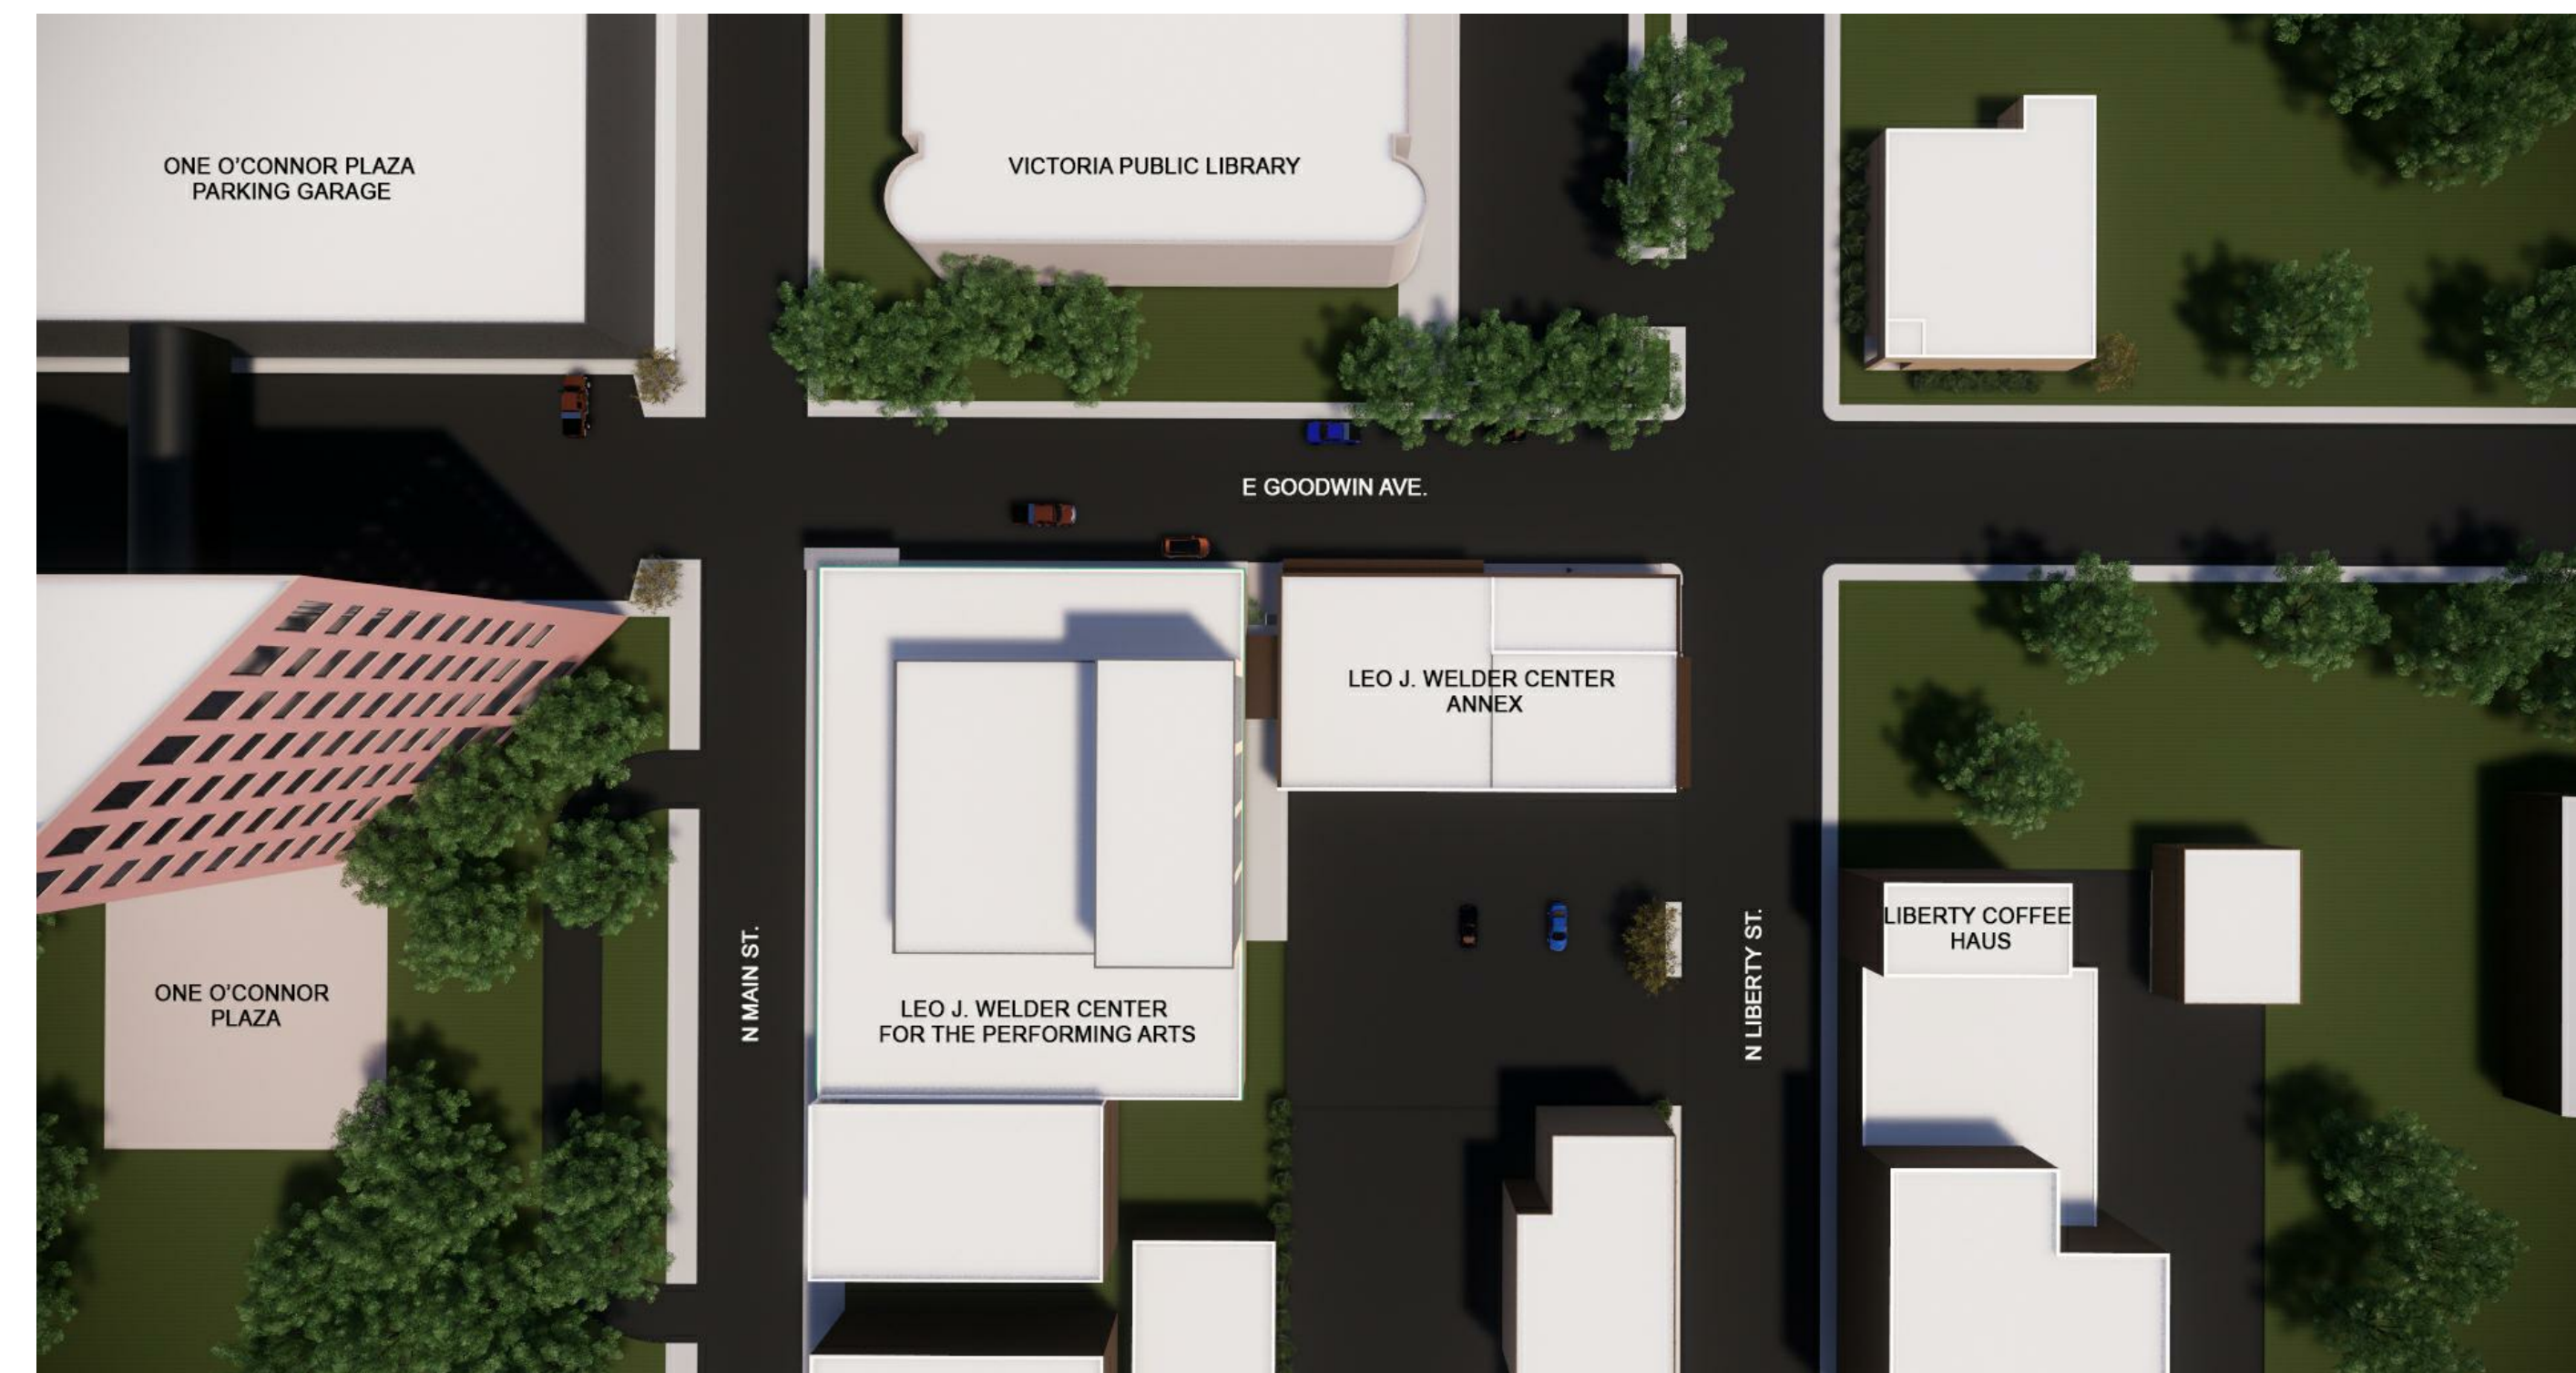 ONE O'CONNOR PLAZA
PARKING GARAGE
VICTORIA PUBLIC LIBRARY
E GOODWIN AVE.
LEO J. WELDER CENTER
ANNEX
LIBERTY COFFEE
HAUS
ONE O'CONNOR
PLAZA
N MAIN ST.
LEO J. WELDER CENTER
FOR THE PERFORMING ARTS
N LIBERTY ST.